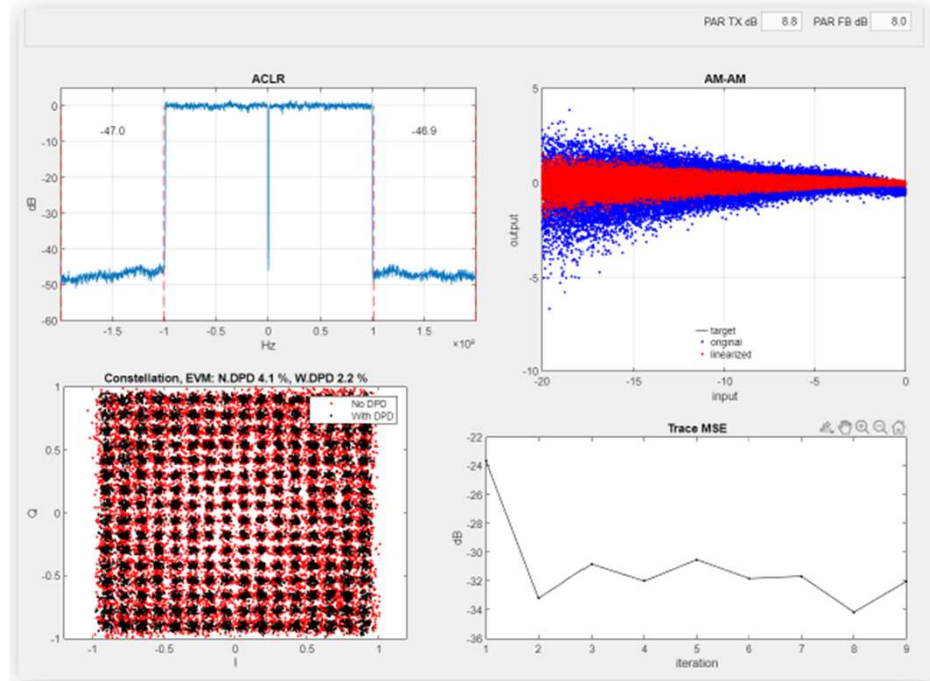 PAR TX dB 8.8 PAR FB dB 8.0
ACLR
0
-10
-20
-30
-40
-50
-60
dB
-47.0
-46.9
-1.5 -1 -0.5 0 0.5 1 1.5
Hz
×10⁸
AM-AM
5
0
-5
-10
output
target
original
linearized
-20 -15 -10 -5 0
input
Constellation, EVM: N.DPD 4.1 %, W.DPD 2.2 %
1
0.5
0
-0.5
-1
Q
No DPD
With DPD
-1 -0.5 0 0.5 1
I
Trace MSE
-22
-24
-26
-28
-30
-32
-34
-36
dB
1 2 3 4 5 6 7 8 9
iteration